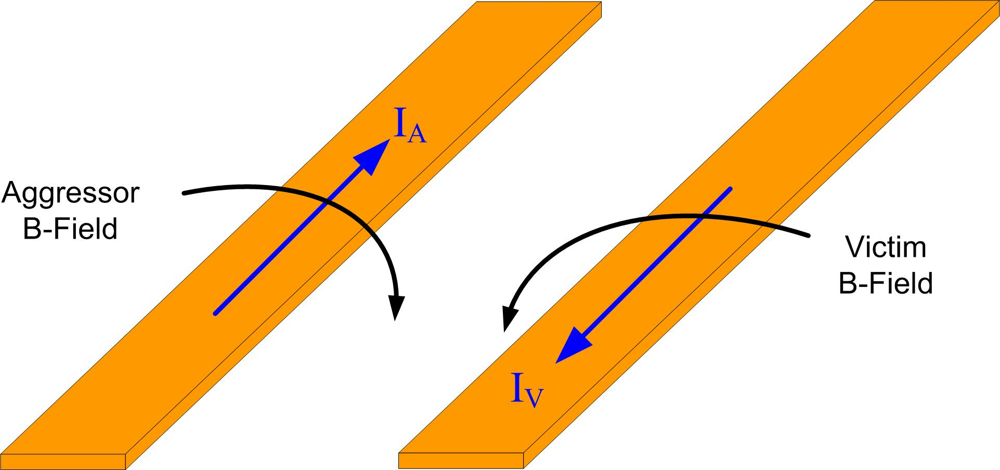 I_A
Aggressor
B-Field
Victim
B-Field
I_V